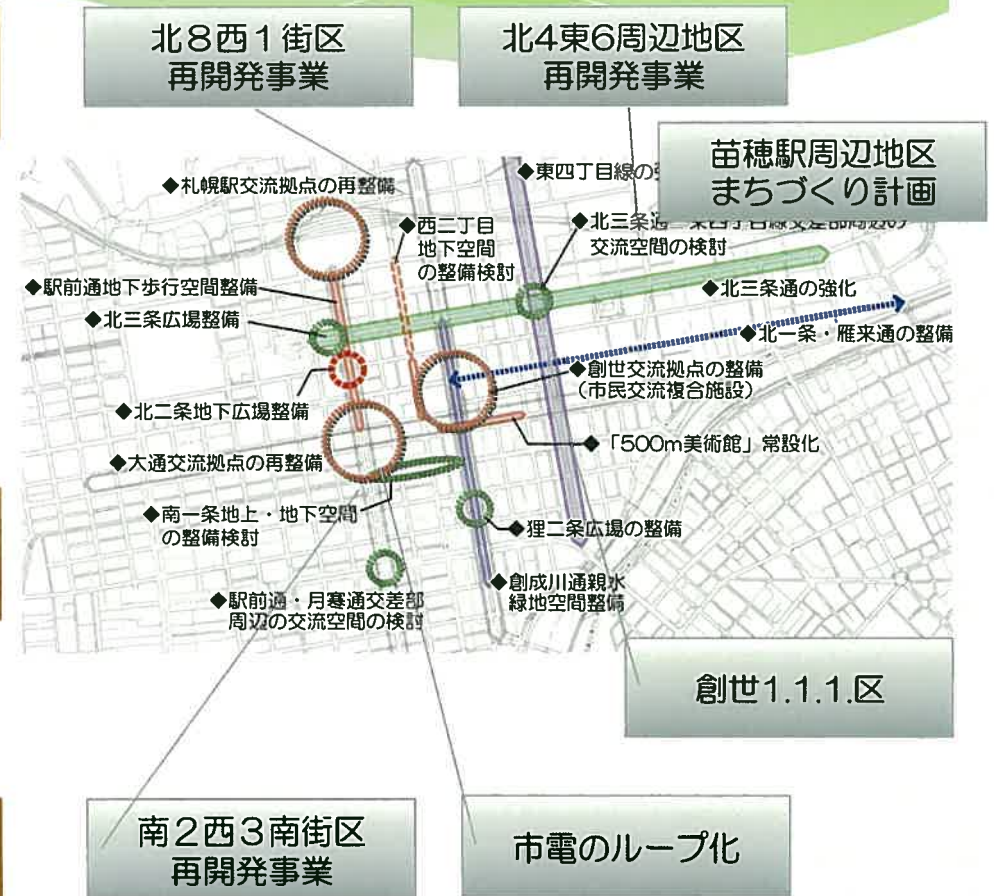 北8西1街区
再開発事業
北4東6周辺地区
再開発事業
苗穂駅周辺地区
まちづくり計画
◆札幌駅交流拠点の再整備
◆東四丁目線の
◆西二丁目
地下空間
の整備検討
◆北三条通
東四丁目線交差部周辺の
交流空間の検討
◆駅前通地下歩行空間整備
◆北三条通の強化
◆北三条広場整備
◆北一条・雁来通の整備
◆創世交流拠点の整備
（市民交流複合施設）
◆北二条地下広場整備
◆「500m美術館」常設化
◆大通交流拠点の再整備
◆南一条地上・地下空間
の整備検討
◆狸二条広場の整備
◆創成川通親水
緑地空間整備
◆駅前通・月寒通交差部
周辺の交流空間の検討
創世1.1.1.区
南2西3南街区
再開発事業
市電のループ化